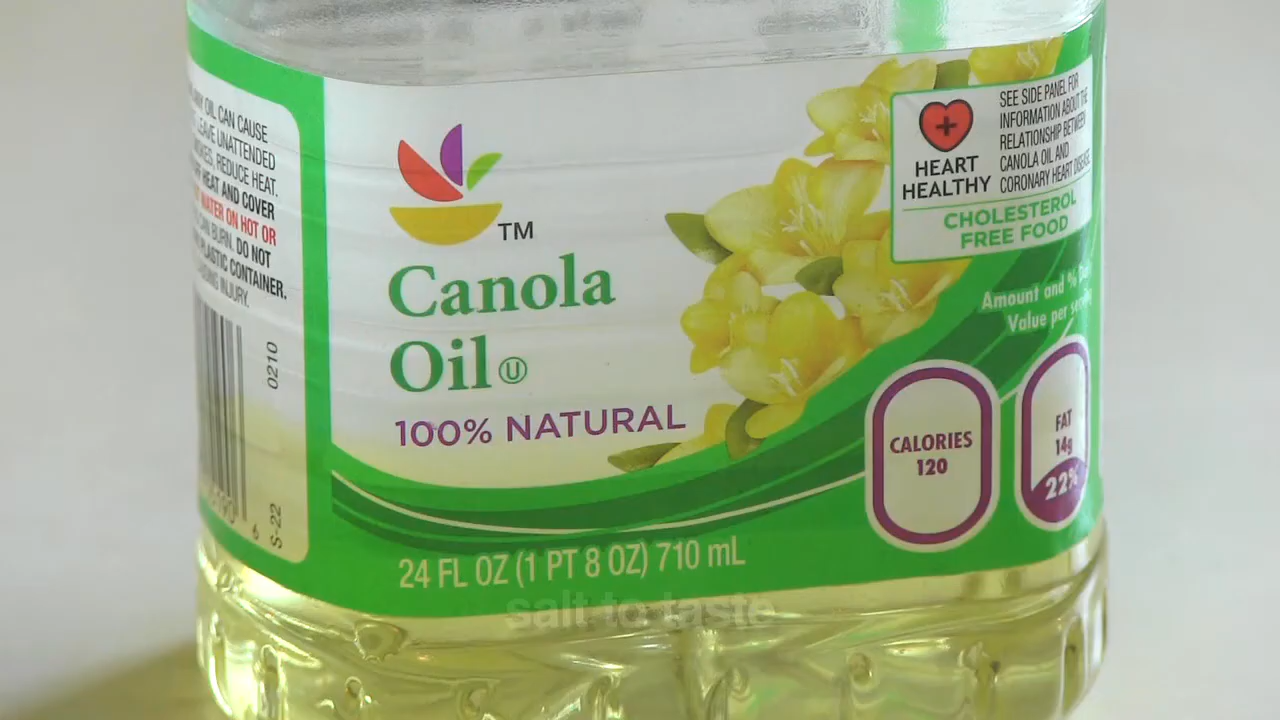 OIL CAN CAUSE
LEAVE UNATTENDED
REDUCE HEAT.
HEAT AND COVER
WATER ON HOT OR
CAN BURN. DO NOT
PLASTIC CONTAINER.
INJURY.
0210
6
S-22
TM
Canola
Oil Ⓤ
100% NATURAL
24 FL OZ (1 PT 8 OZ) 710 mL
HEART
HEALTHY
SEE SIDE PANEL FOR
INFORMATION ABOUT THE
RELATIONSHIP BETWEEN
CANOLA OIL AND
CORONARY HEART DISEASE
CHOLESTEROL
FREE FOOD
Amount and %
Value per
CALORIES
120
FAT
14g
22%
salt to taste